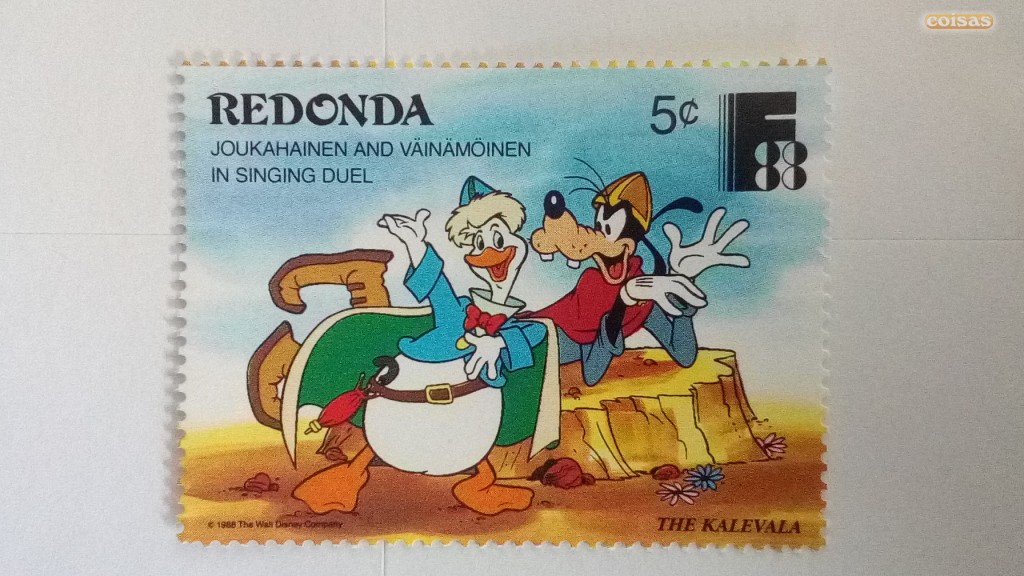 coisas
REDONDA
5¢
F
88
JOUKAHAINEN AND VÄINÄMÖINEN
IN SINGING DUEL
© 1988 The Walt Disney Company
THE KALEVALA